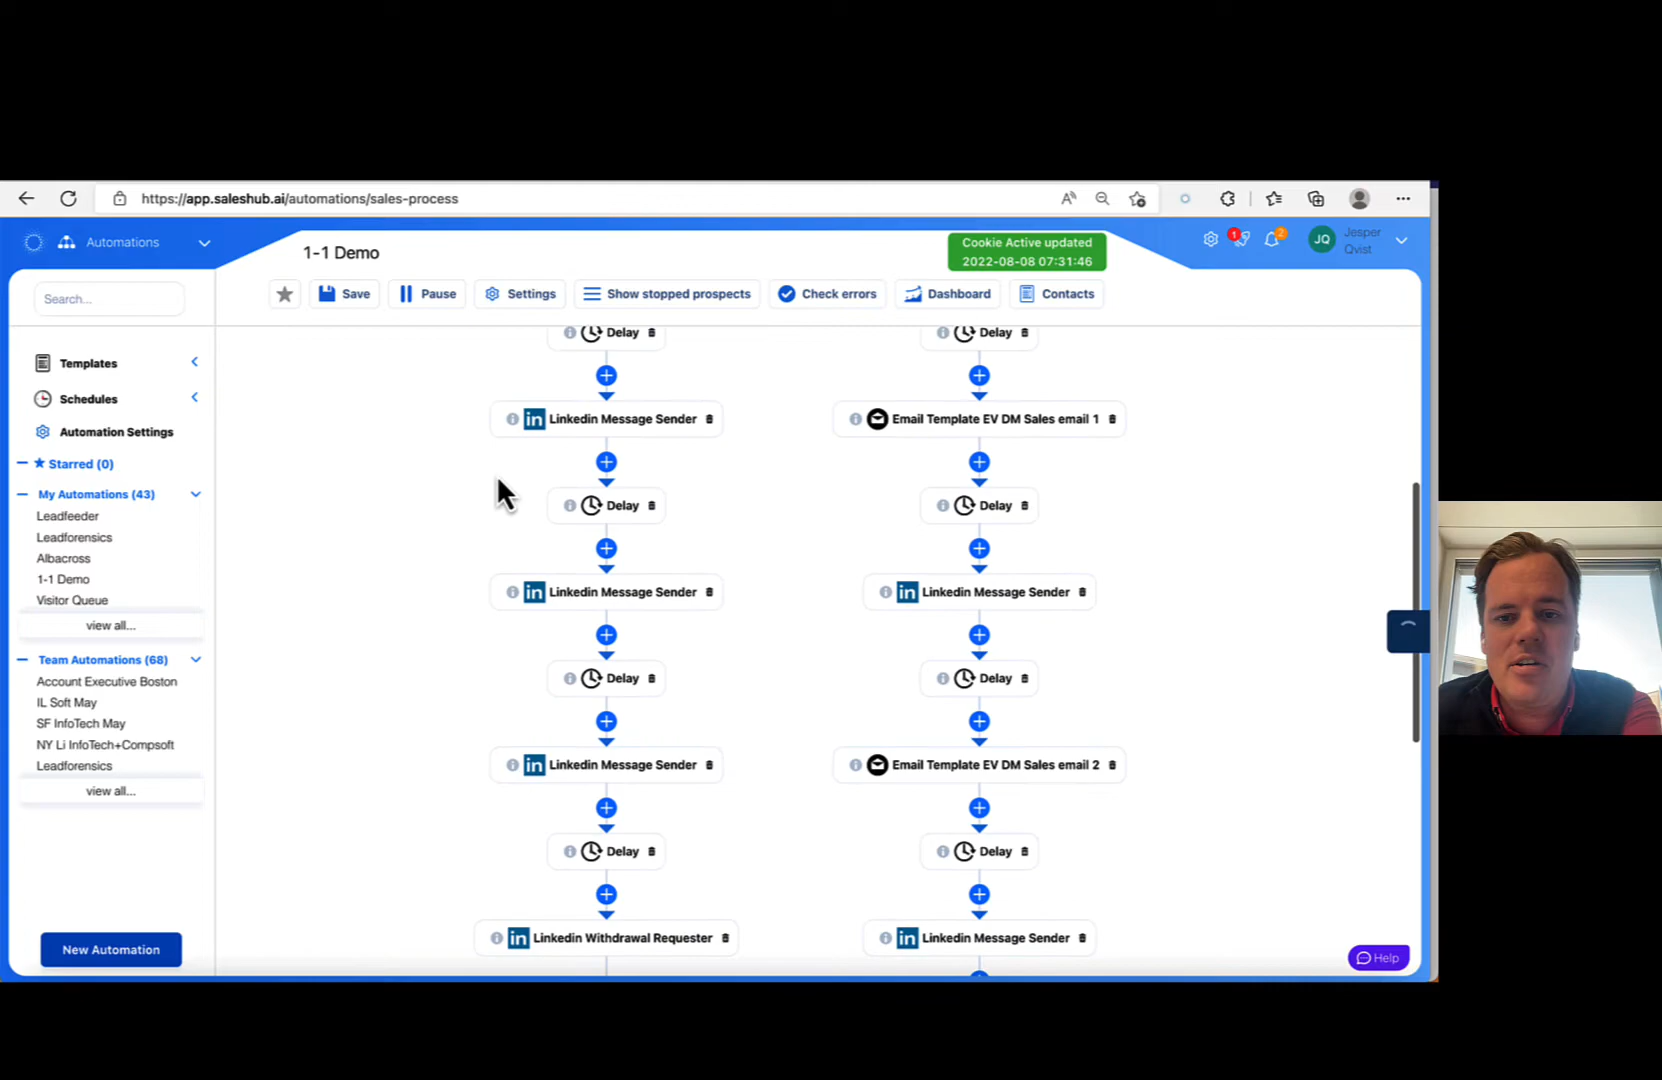 https://app.saleshub.ai/automations/sales-process
Automations
1-1 Demo
Cookie Active updated
2022-08-08 07:31:46
1
2
JQ
Jesper
Qvist
Search...
Save
Pause
Settings
Show stopped prospects
Check errors
Dashboard
Contacts
Templates
Schedules
Automation Settings
Starred (0)
My Automations (43)
Leadfeeder
Leadforensics
Albacross
1-1 Demo
Visitor Queue
view all...
Team Automations (68)
Account Executive Boston
IL Soft May
SF InfoTech May
NY Li InfoTech+Compsoft
Leadforensics
view all...
New Automation
Delay
Linkedin Message Sender
Delay
Linkedin Message Sender
Delay
Linkedin Message Sender
Delay
Linkedin Withdrawal Requester
Delay
Email Template EV DM Sales email 1
Delay
Linkedin Message Sender
Delay
Email Template EV DM Sales email 2
Delay
Linkedin Message Sender
Help